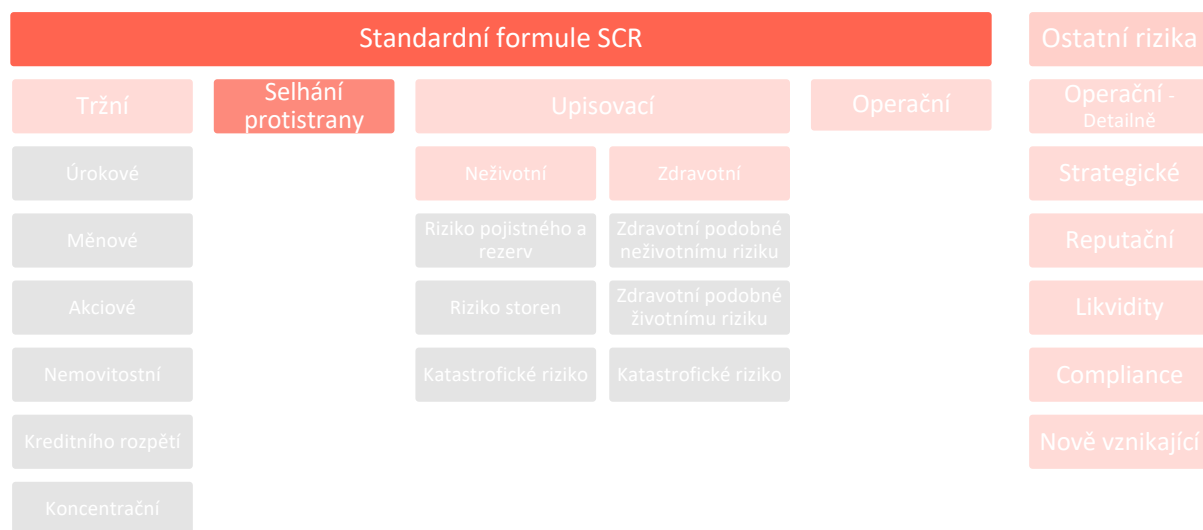 Standardní formule SCR
Ostatní rizika
Tržní
Selhání
protistrany
Upisovací
Operační
Operační -
Detailně
Úrokové
Neživotní
Zdravotní
Strategické
Měnové
Riziko pojistného a
rezerv
Zdravotní podobné
neživotnímu riziku
Reputační
Akciové
Riziko storen
Zdravotní podobné
životnímu riziku
Likvidity
Nemovitostní
Katastrofické riziko
Katastrofické riziko
Compliance
Kreditního rozpětí
Nově vznikající
Koncentrační